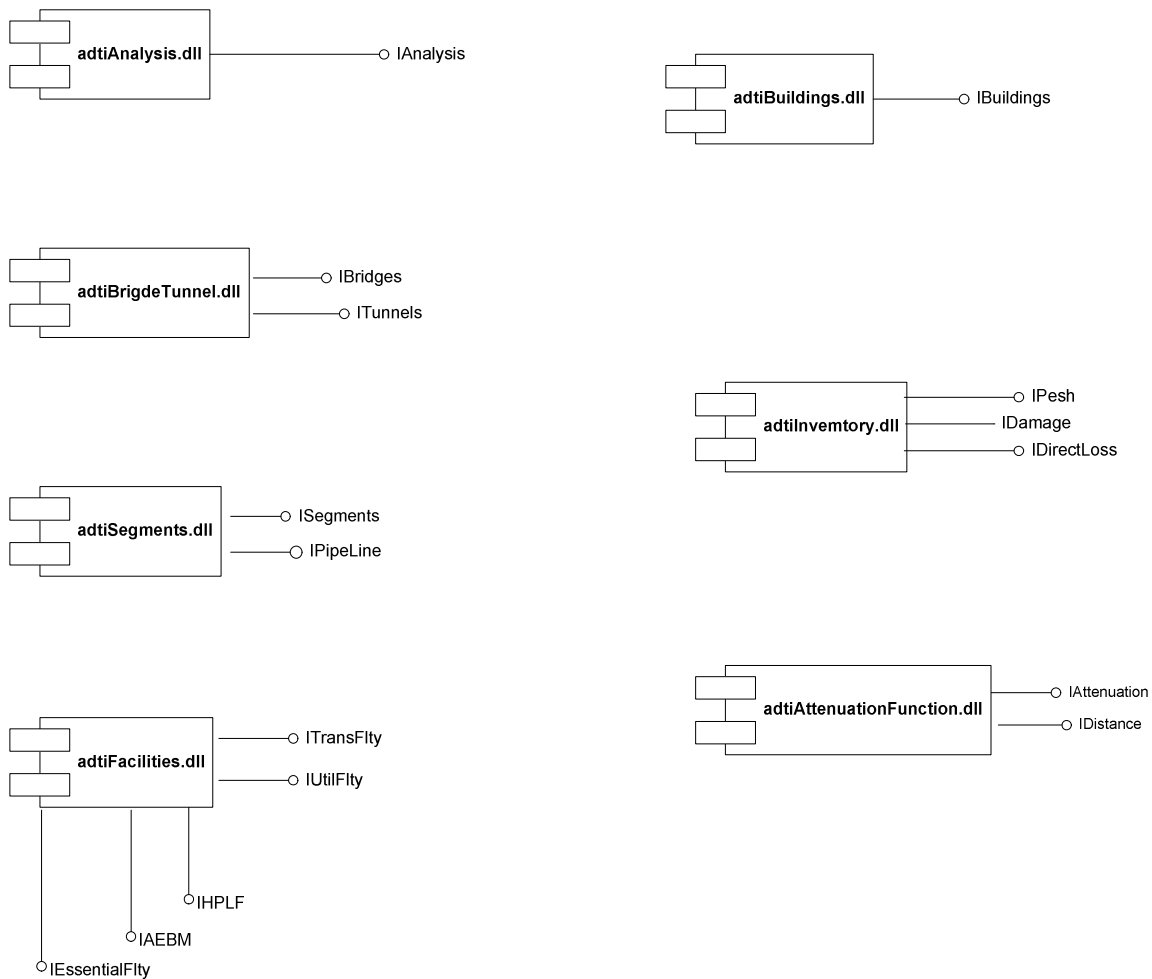 adtiAnalysis.dll
IAnalysis
adtiBuildings.dll
IBuildings
adtiBrigdeTunnel.dll
IBridges
ITunnels
adtiInvemtory.dll
IPesh
IDamage
IDirectLoss
adtiSegments.dll
ISegments
IPipeLine
adtiAttenuationFunction.dll
IAttenuation
IDistance
adtiFacilities.dll
ITransFlty
IUtilFlty
IHPLF
IAEBM
IEssentialFlty